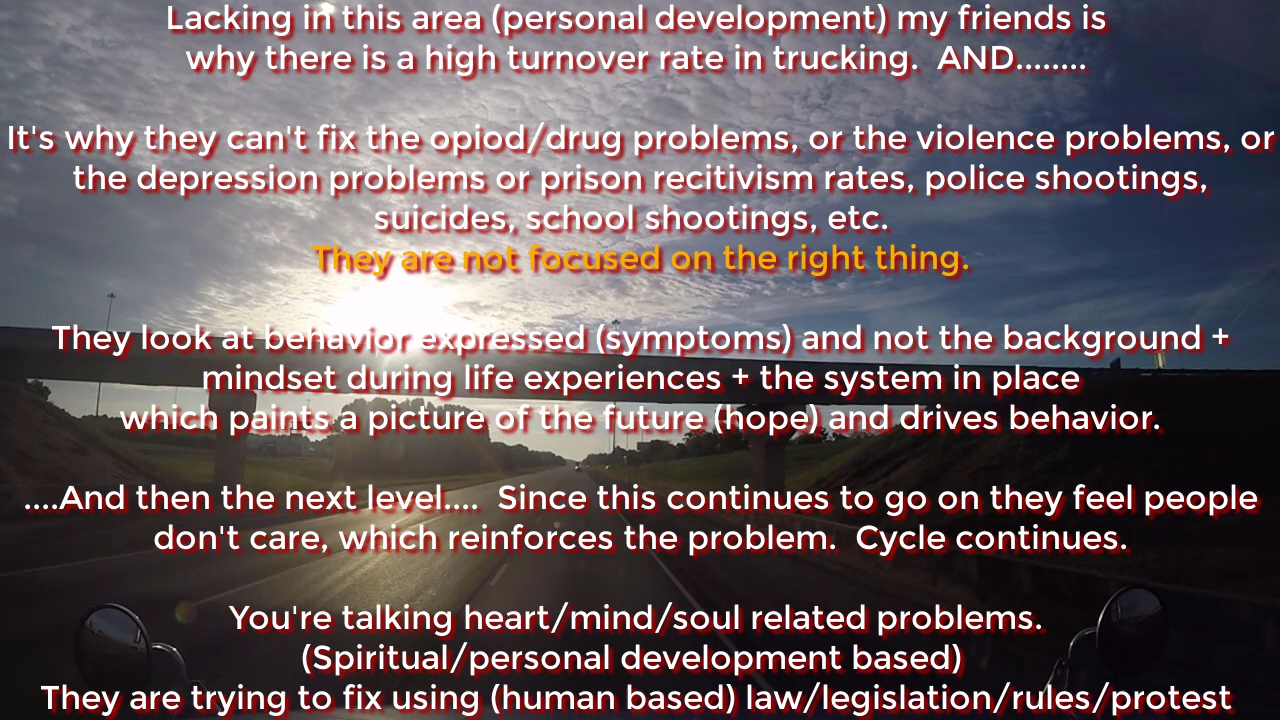 Lacking in this area (personal development) my friends is
why there is a high turnover rate in trucking.  AND........
It's why they can't fix the opiod/drug problems, or the violence problems, or
the depression problems or prison recitivism rates, police shootings,
suicides, school shootings, etc.
They are not focused on the right thing.
They look at behavior expressed (symptoms) and not the background +
mindset during life experiences + the system in place
which paints a picture of the future (hope) and drives behavior.
....And then the next level....  Since this continues to go on they feel people
don't care, which reinforces the problem.  Cycle continues.
You're talking heart/mind/soul related problems.
(Spiritual/personal development based)
They are trying to fix using (human based) law/legislation/rules/protest